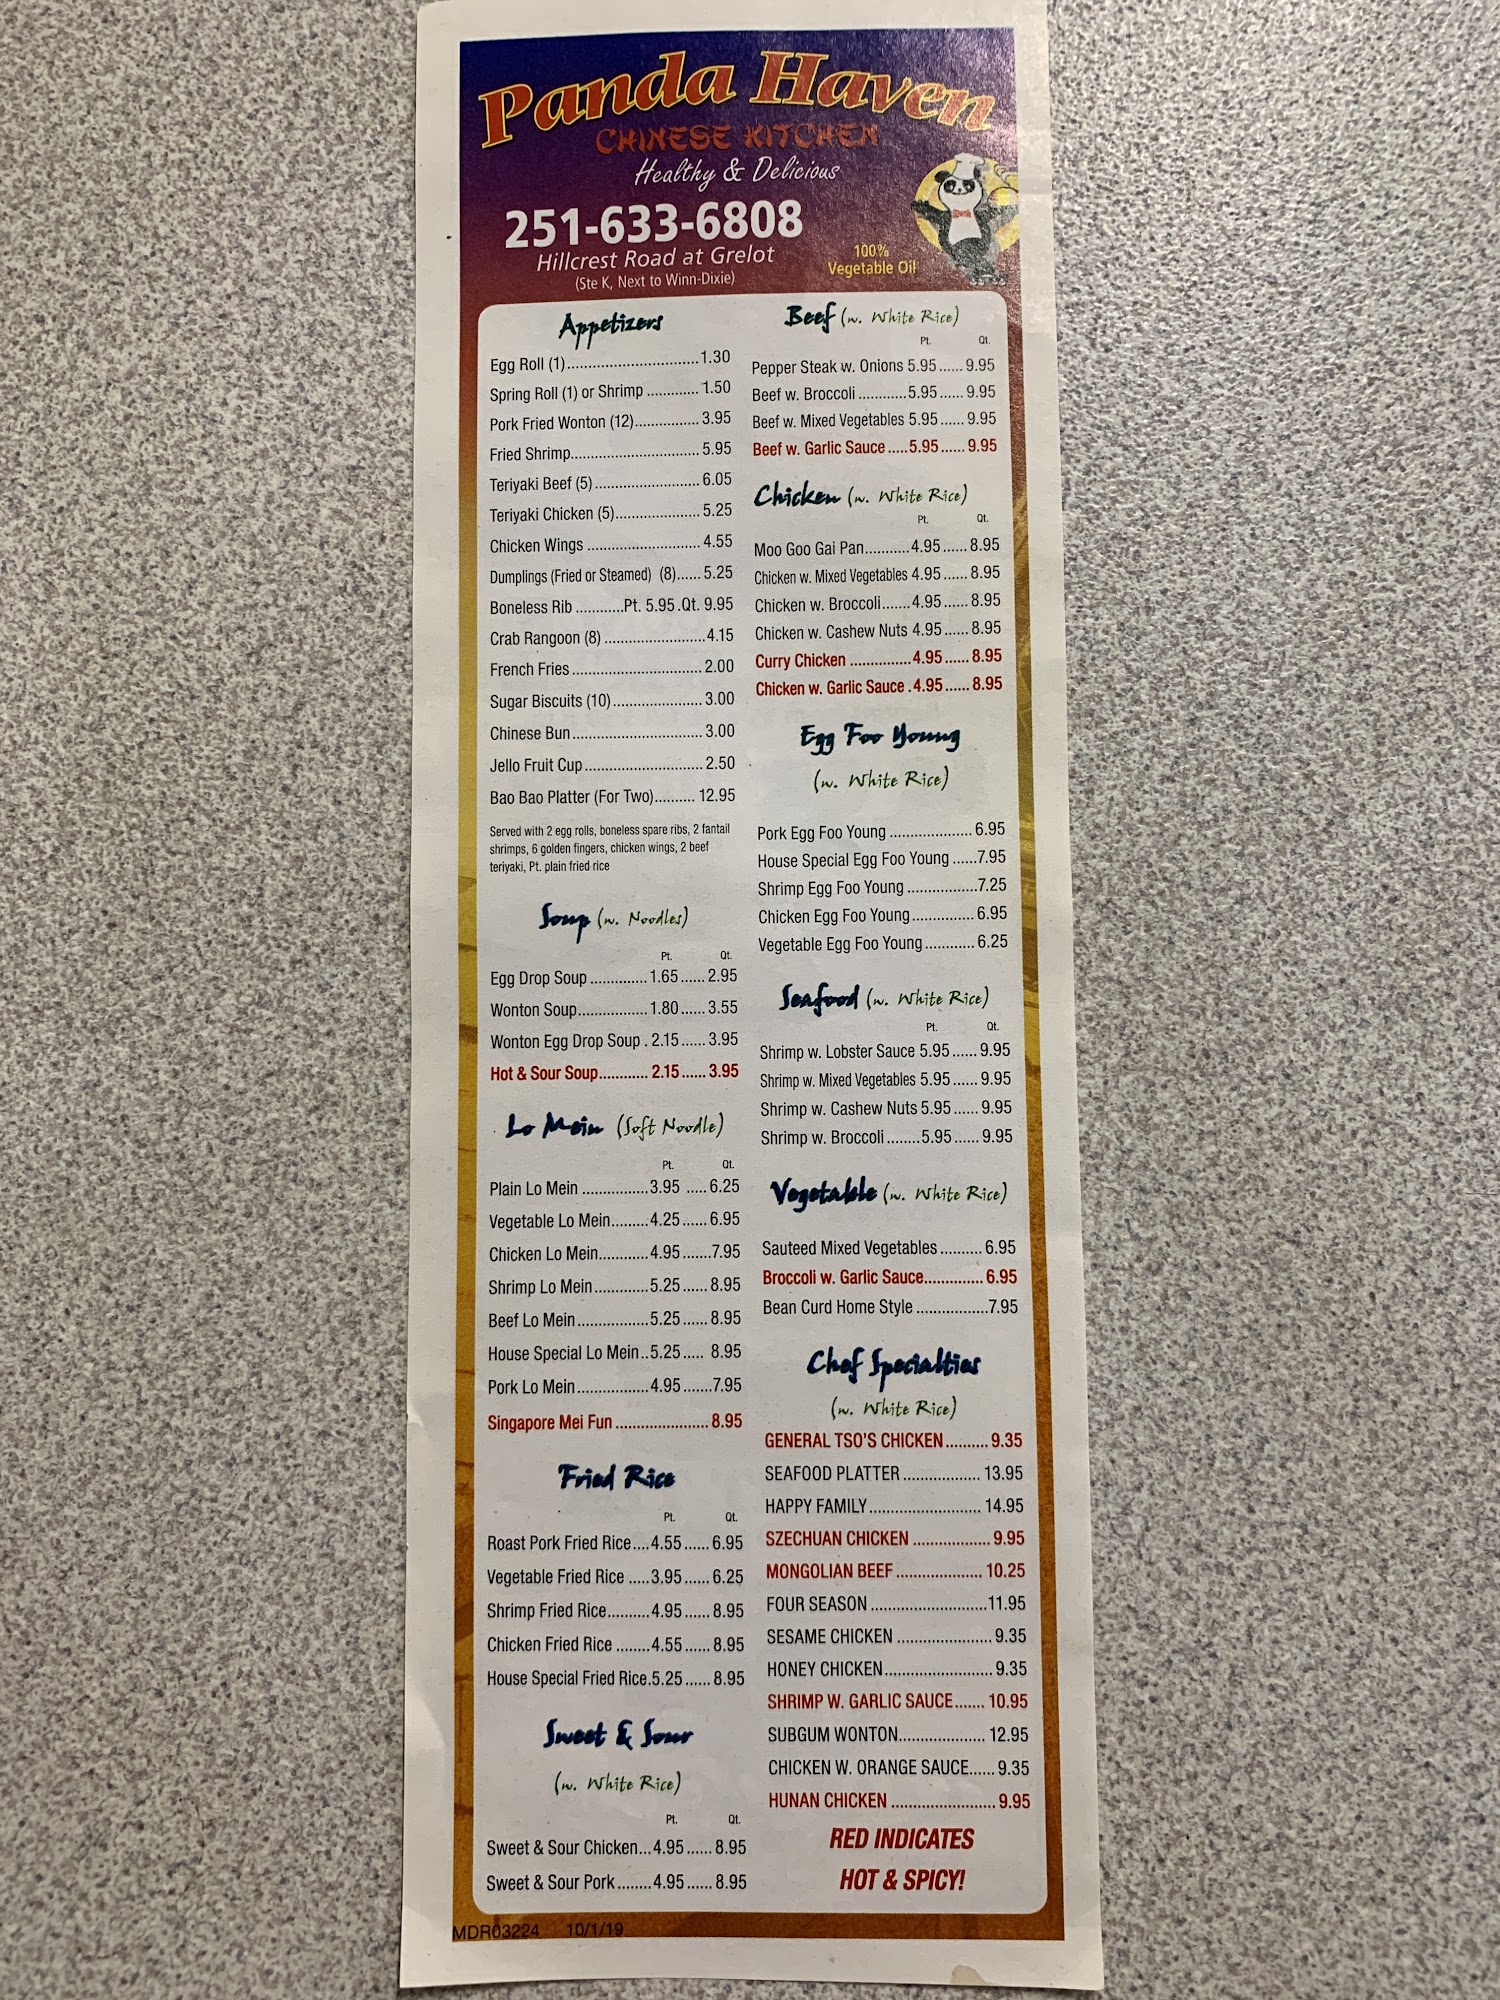 Panda Haven
CHINESE KITCHEN
Healthy & Delicious
251-633-6808
Hillcrest Road at Grelot
(Ste K, Next to Winn-Dixie)
100%
Vegetable Oil
Appetizers
Egg Roll (1)............................1.30
Spring Roll (1) or Shrimp ............ 1.50
Pork Fried Wonton (12)................ 3.95
Fried Shrimp............................... 5.95
Teriyaki Beef (5)......................... 6.05
Teriyaki Chicken (5).................... 5.25
Chicken Wings ........................... 4.55
Dumplings (Fried or Steamed) (8)...... 5.25
Boneless Rib ............Pt. 5.95.Qt. 9.95
Crab Rangoon (8) ........................4.15
French Fries ............................... 2.00
Sugar Biscuits (10)...................... 3.00
Chinese Bun ............................... 3.00
Jello Fruit Cup............................ 2.50
Bao Bao Platter (For Two).......... 12.95
Served with 2 egg rolls, boneless spare ribs, 2 fantail
shrimps, 6 golden fingers, chicken wings, 2 beef
teriyaki, Pt. plain fried rice
Soup (w. Noodles)
Pt. Qt.
Egg Drop Soup ..............1.65......2.95
Wonton Soup.................1.80...... 3.55
Wonton Egg Drop Soup . 2.15...... 3.95
Hot & Sour Soup............ 2.15...... 3.95
Lo Mein (Soft Noodle)
Pt. Qt.
Plain Lo Mein ................3.95 .....6.25
Vegetable Lo Mein.........4.25......6.95
Chicken Lo Mein............4.95.......7.95
Shrimp Lo Mein.............5.25......8.95
Beef Lo Mein.................5.25...... 8.95
House Special Lo Mein..5.25..... 8.95
Pork Lo Mein.................4.95.......7.95
Singapore Mei Fun ...................... 8.95
Fried Rice
Pt. Qt.
Roast Pork Fried Rice....4.55......6.95
Vegetable Fried Rice .....3.95......6.25
Shrimp Fried Rice..........4.95......8.95
Chicken Fried Rice ........4.55......8.95
House Special Fried Rice.5.25...... 8.95
Sweet & Sour
(w. White Rice)
Pt. Qt.
Sweet & Sour Chicken...4.95......8.95
Sweet & Sour Pork........4.95......8.95
Beef (w. White Rice)
Pt. Qt.
Pepper Steak w. Onions 5.95......9.95
Beef w. Broccoli ............5.95...... 9.95
Beef w. Mixed Vegetables 5.95...... 9.95
Beef w. Garlic Sauce .....5.95...... 9.95
Chicken (w. White Rice)
Pt. Qt.
Moo Goo Gai Pan...........4.95......8.95
Chicken w. Mixed Vegetables 4.95...... 8.95
Chicken w. Broccoli.......4.95...... 8.95
Chicken w. Cashew Nuts 4.95...... 8.95
Curry Chicken ...............4.95...... 8.95
Chicken w. Garlic Sauce .4.95...... 8.95
Egg Foo Young
(w. White Rice)
Pork Egg Foo Young .................... 6.95
House Special Egg Foo Young ......7.95
Shrimp Egg Foo Young .................7.25
Chicken Egg Foo Young............... 6.95
Vegetable Egg Foo Young............ 6.25
Seafood (w. White Rice)
Pt. Qt.
Shrimp w. Lobster Sauce 5.95...... 9.95
Shrimp w. Mixed Vegetables 5.95...... 9.95
Shrimp w. Cashew Nuts 5.95...... 9.95
Shrimp w. Broccoli ........5.95...... 9.95
Vegetable (w. White Rice)
Sauteed Mixed Vegetables .......... 6.95
Broccoli w. Garlic Sauce.............. 6.95
Bean Curd Home Style .................7.95
Chef Specialties
(w. White Rice)
GENERAL TSO'S CHICKEN.......... 9.35
SEAFOOD PLATTER .................. 13.95
HAPPY FAMILY........................... 14.95
SZECHUAN CHICKEN .................. 9.95
MONGOLIAN BEEF .................... 10.25
FOUR SEASON ...........................11.95
SESAME CHICKEN ...................... 9.35
HONEY CHICKEN......................... 9.35
SHRIMP W. GARLIC SAUCE....... 10.95
SUBGUM WONTON.................... 12.95
CHICKEN W. ORANGE SAUCE...... 9.35
HUNAN CHICKEN ........................ 9.95
RED INDICATES
HOT & SPICY!
MDR03224 10/1/19